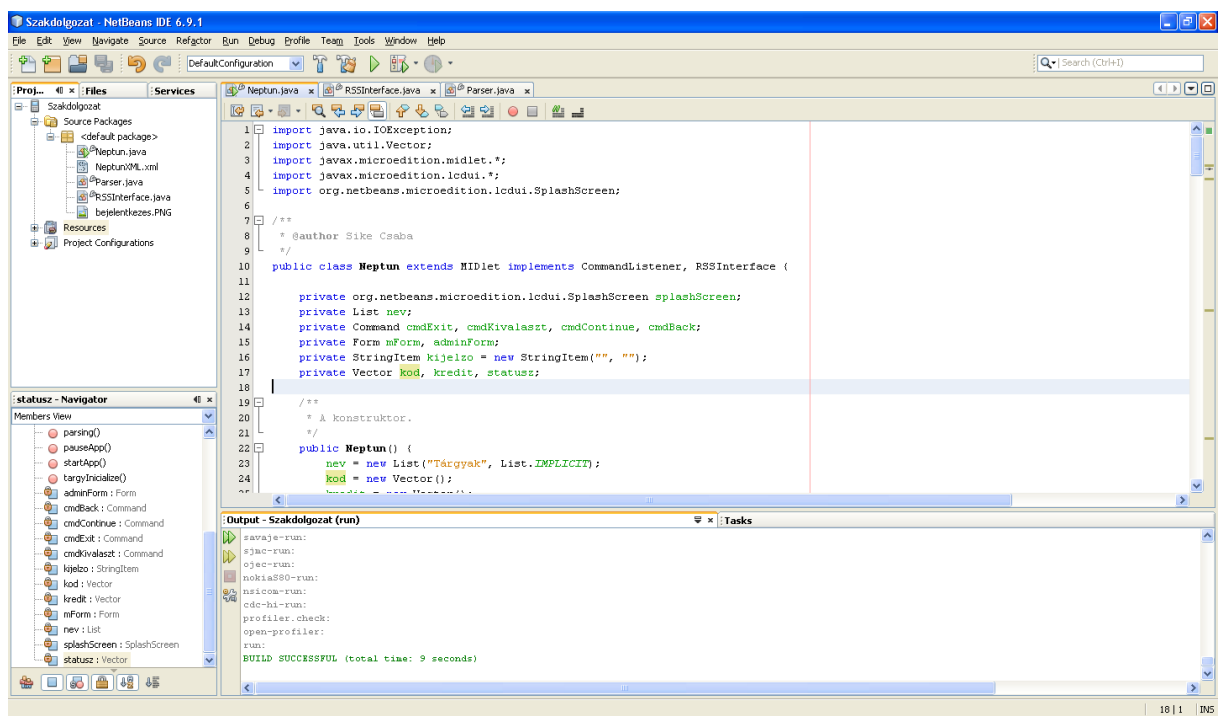 Szakdolgozat - NetBeans IDE 6.9.1
File Edit View Navigate Source Refactor Run Debug Profile Team Tools Window Help
DefaultConfiguration
Search (Ctrl+I)
Proj... Files Services
Szakdolgozat
Source Packages
<default package>
Neptun.java
NeptunXML.xml
Parser.java
RSSInterface.java
bejelentkezes.PNG
Resources
Project Configurations
statusz - Navigator
Members View
parsing()
pauseApp()
startApp()
targyInicialize()
adminForm : Form
cmdBack : Command
cmdContinue : Command
cmdExit : Command
cmdKivalaszt : Command
kijelzo : StringItem
kod : Vector
kredit : Vector
mForm : Form
nev : List
splashScreen : SplashScreen
statusz : Vector
Neptun.java RSSInterface.java Parser.java
1 import java.io.IOException;
2 import java.util.Vector;
3 import javax.microedition.midlet.*;
4 import javax.microedition.lcdui.*;
5 import org.netbeans.microedition.lcdui.SplashScreen;
6
7 /**
8 * @author Sike Csaba
9 */
10 public class Neptun extends MIDlet implements CommandListener, RSSInterface {
11
12 private org.netbeans.microedition.lcdui.SplashScreen splashScreen;
13 private List nev;
14 private Command cmdExit, cmdKivalaszt, cmdContinue, cmdBack;
15 private Form mForm, adminForm;
16 private StringItem kijelzo = new StringItem("", "");
17 private Vector kod, kredit, statusz;
18
19 /**
20 * A konstruktor.
21 */
22 public Neptun() {
23 nev = new List("Tárgyak", List.IMPLICIT);
24 kod = new Vector();
25 kredit = new Vector();
Output - Szakdolgozat (run) Tasks
savaje-run:
sjmc-run:
ojec-run:
nokiaS80-run:
nsicom-run:
cdc-hi-run:
profiler.check:
open-profiler:
run:
BUILD SUCCESSFUL (total time: 9 seconds)
18 | 1 INS